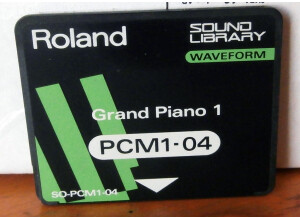 Roland
SOUND
LIBRARY
WAVEFORM
Grand Piano 1
PCM1-04
SO-PCM1-04